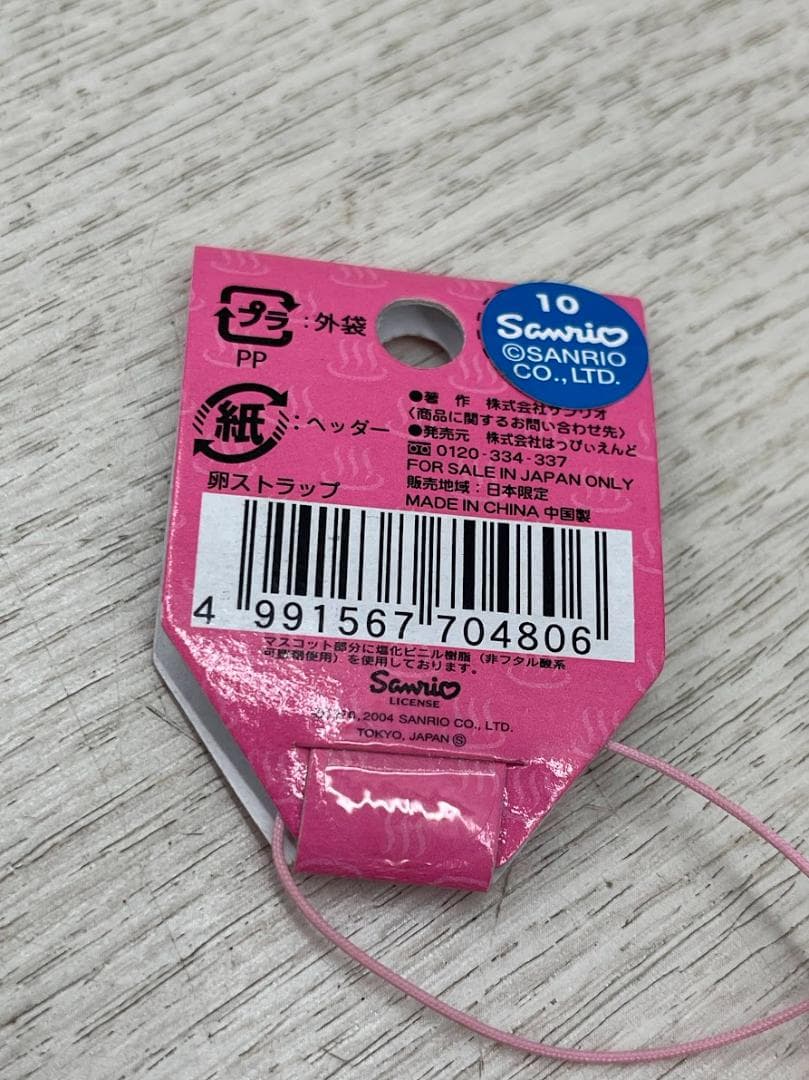 10
Sanrio
©SANRIO
CO.,LTD.
プラ:外袋
PP
紙:ヘッダー
卵ストラップ
●著 作 株式会社サンリオ
〈商品に関するお問い合わせ先〉
●発売元 株式会社はっぴぃえんど
0120-334-337
FOR SALE IN JAPAN ONLY
販売地域:日本限定
MADE IN CHINA 中国製
4 991567 704806
マスコット部分に塩化ビニル樹脂(非フタル酸系
可塑剤使用)を使用しております。
Sanrio
LICENSE
2004 SANRIO CO., LTD.
TOKYO, JAPAN Ⓢ